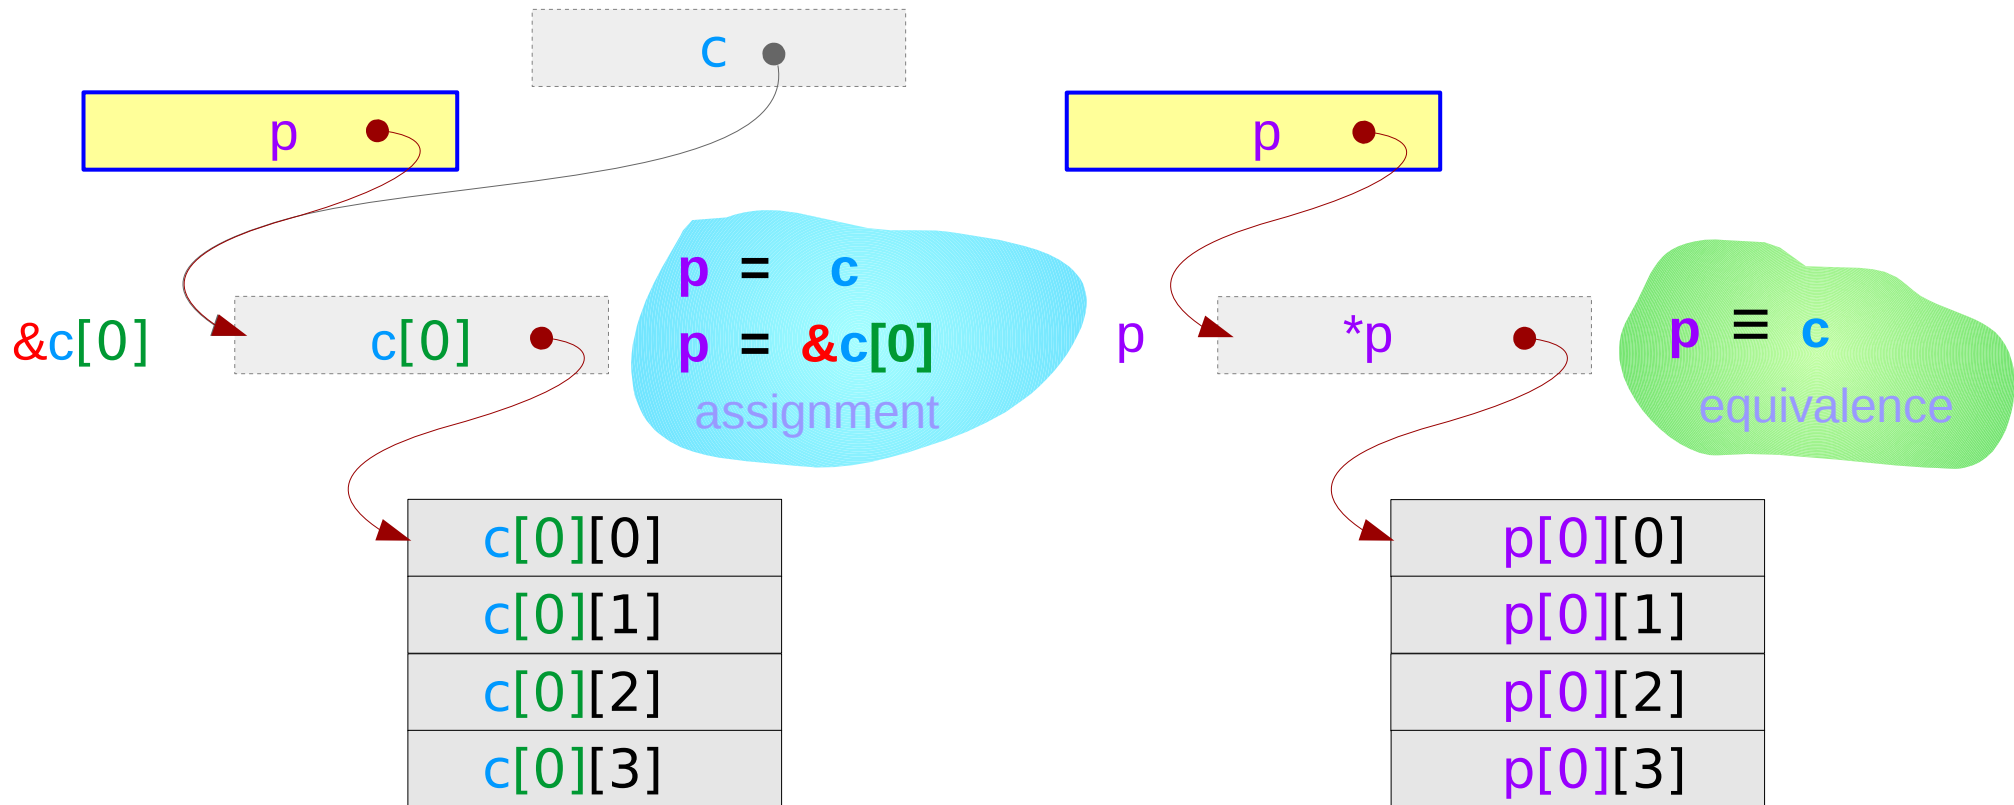 c
p
p
&c[0]
c[0]
p = c
p = &c[0]
assignment
p
*p
p ≡ c
equivalence
c[0][0]
c[0][1]
c[0][2]
c[0][3]
p[0][0]
p[0][1]
p[0][2]
p[0][3]